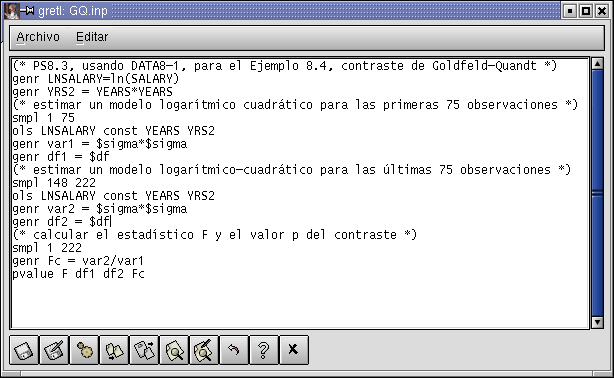 gretl: GQ.inp
Archivo Editar
(* PS8.3, usando DATA8-1, para el Ejemplo 8.4, contraste de Goldfeld-Quandt *)
genr LNSALARY=ln(SALARY)
genr YRS2 = YEARS*YEARS
(* estimar un modelo logarítmico cuadrático para las primeras 75 observaciones *)
smpl 1 75
ols LNSALARY const YEARS YRS2
genr var1 = $sigma*$sigma
genr df1 = $df
(* estimar un modelo logarítmico-cuadrático para las últimas 75 observaciones *)
smpl 148 222
ols LNSALARY const YEARS YRS2
genr var2 = $sigma*$sigma
genr df2 = $df
(* calcular el estadístico F y el valor p del contraste *)
smpl 1 222
genr Fc = var2/var1
pvalue F df1 df2 Fc